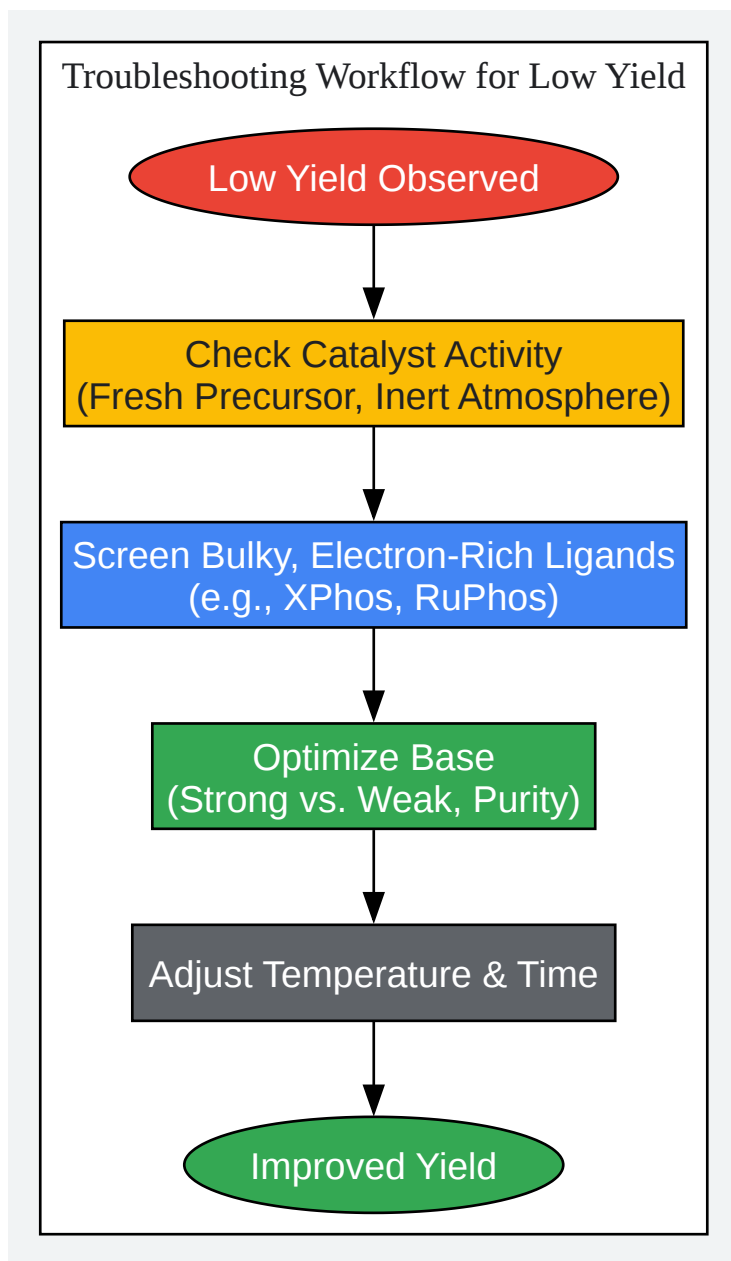 Troubleshooting Workflow for Low Yield
Low Yield Observed
Check Catalyst Activity
(Fresh Precursor, Inert Atmosphere)
Screen Bulky, Electron-Rich Ligands
(e.g., XPhos, RuPhos)
Optimize Base
(Strong vs. Weak, Purity)
Adjust Temperature & Time
Improved Yield